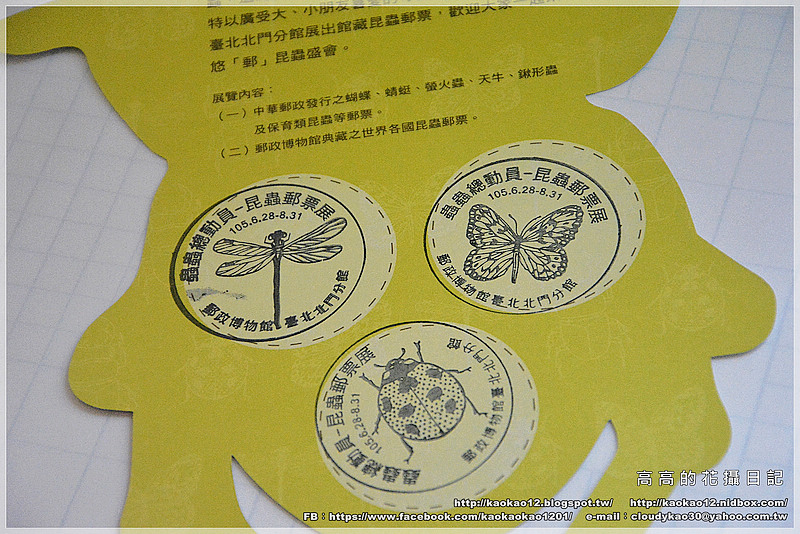 特以廣受大、小朋友喜愛的
臺北北門分館展出館藏昆蟲郵票，歡迎大家一起來
悠「郵」昆蟲盛會。
展覽內容：
（一）中華郵政發行之蝴蝶、蜻蜓、螢火蟲、天牛、鍬形蟲
及保育類昆蟲等郵票。
（二）郵政博物館典藏之世界各國昆蟲郵票。
蟲蟲總動員-昆蟲郵票展
105.6.28-8.31
郵政博物館臺北北門分館
蟲蟲總動員-昆蟲郵票展
105.6.28-8.31
郵政博物館臺北北門分館
蟲蟲總動員-昆蟲郵票展
105.6.28-8.31
郵政博物館臺北北門分館
高高的花攝日記
http://kaokao12.blogspot.tw/ http://kaokao12.nidbox.com/
FB：https://www.facebook.com/kaokaokao1201/ e-mail：cloudykao30@yahoo.com.tw